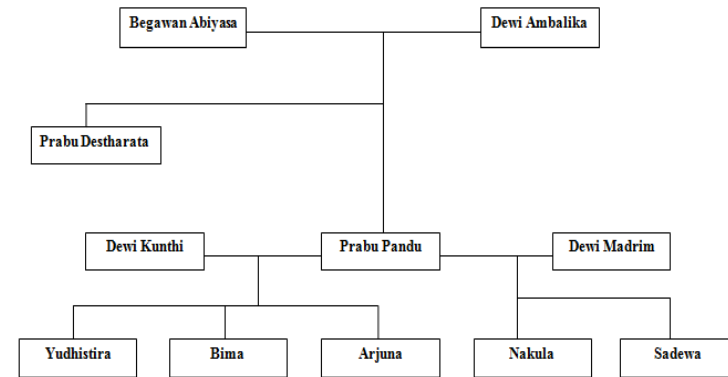 Begawan Abiyasa
Dewi Ambalika
Prabu Destharata
Dewi Kunthi
Prabu Pandu
Dewi Madrim
Yudhistira
Bima
Arjuna
Nakula
Sadewa